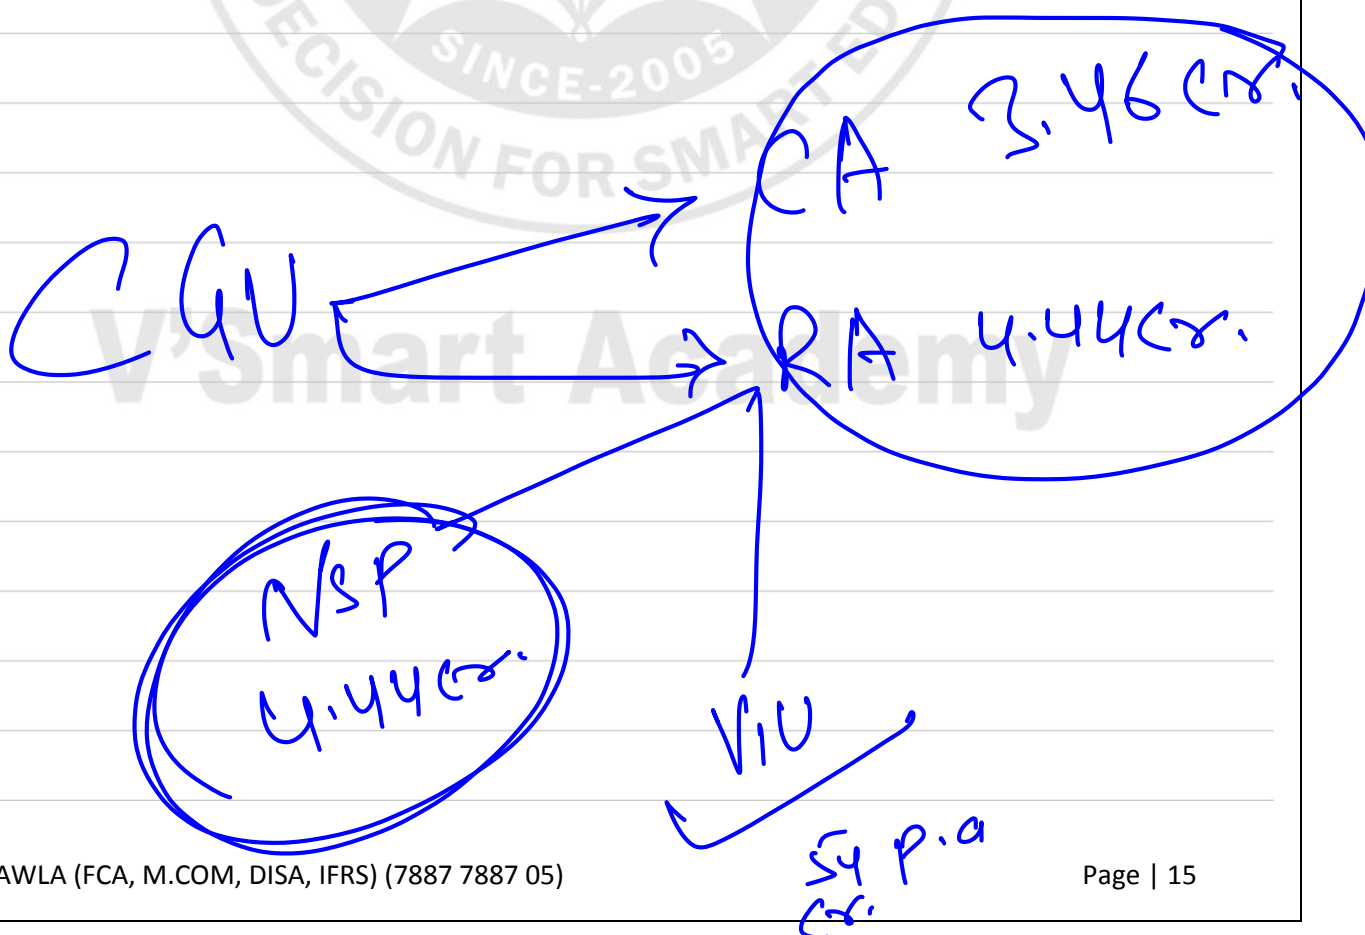 DECISION FOR SMART ED
SINCE-2005
V'Smart Academy
CA 3.46 Cr.
CGU
RA 4.44 Cr.
NSP
4.44 Cr.
VIU
54 p.a
Cr.
AWLA (FCA, M.COM, DISA, IFRS) (7887 7887 05)
Page | 15